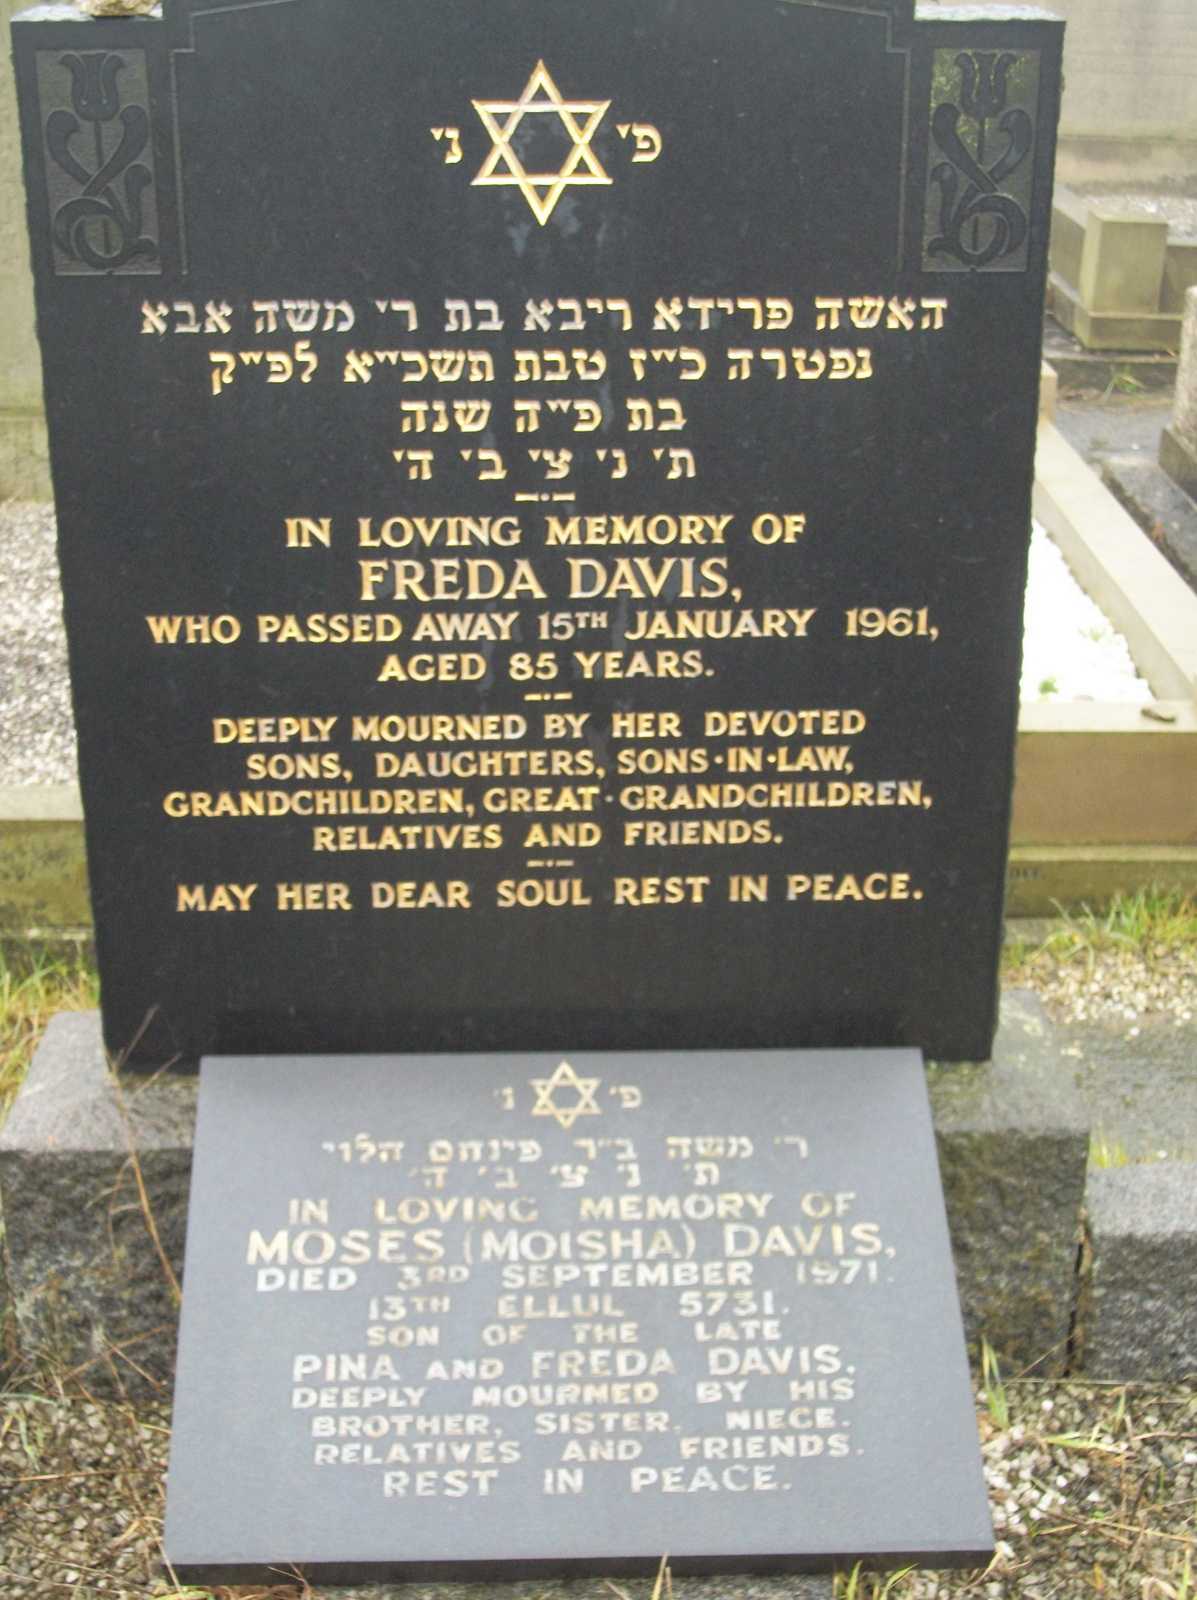 פ׳ נ׳
האשה פרידא ריבא בת ר׳ משה אבא
נפטרה כ״ז טבת תשכ״א לפ״ק
בת פ״ה שנה
ת׳ נ׳ צ׳ ב׳ ה׳
IN LOVING MEMORY OF
FREDA DAVIS,
WHO PASSED AWAY 15TH JANUARY 1961,
AGED 85 YEARS.
DEEPLY MOURNED BY HER DEVOTED
SONS, DAUGHTERS, SONS·IN·LAW,
GRANDCHILDREN, GREAT·GRANDCHILDREN,
RELATIVES AND FRIENDS.
MAY HER DEAR SOUL REST IN PEACE.
פ׳ נ׳
ר׳ משה ב״ר פינחס הלוי
ת׳ נ׳ צ׳ ב׳ ה׳
IN LOVING MEMORY OF
MOSES (MOISHA) DAVIS,
DIED 3RD SEPTEMBER 1971.
13TH ELLUL 5731.
SON OF THE LATE
PINA AND FREDA DAVIS.
DEEPLY MOURNED BY HIS
BROTHER, SISTER, NIECE.
RELATIVES AND FRIENDS.
REST IN PEACE.